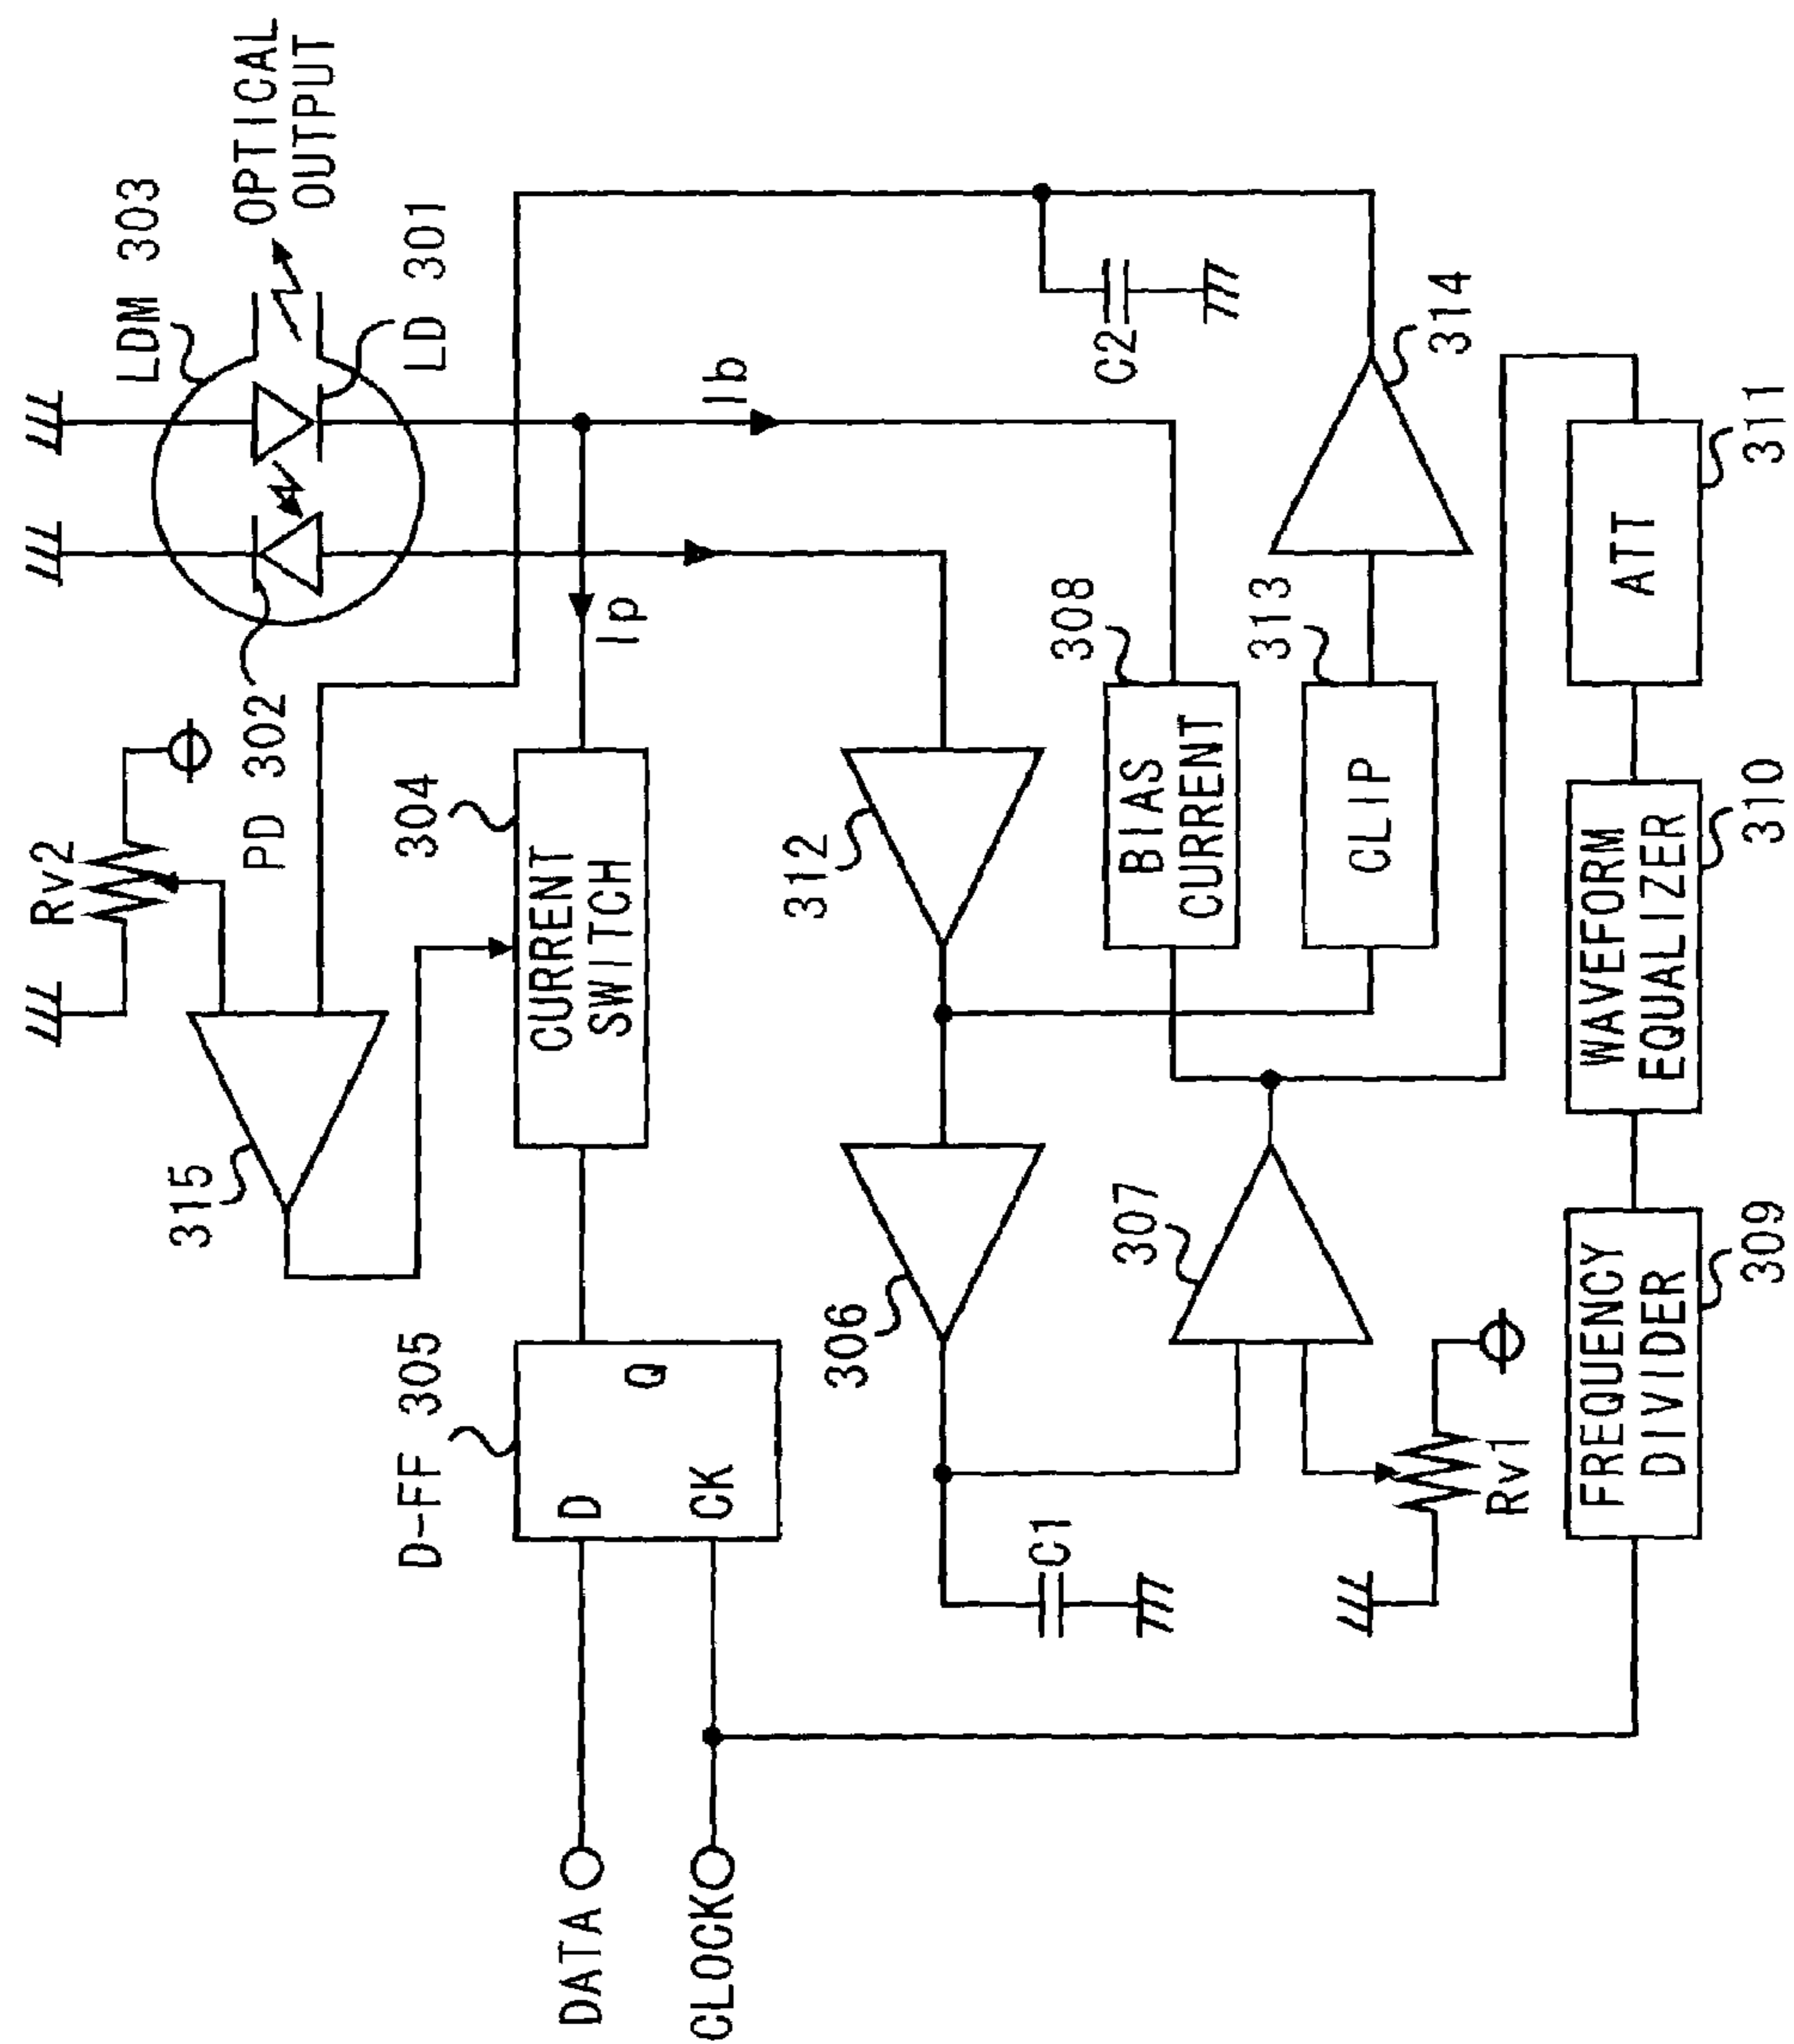 LDM 303
OPTICAL
OUTPUT
LD 301
PD 302
Rv2
315
304
CURRENT
SWITCH
Ip
Ib
D-FF 305
D
Q
CK
DATA
CLOCK
306
312
C1
C2
307
308
BIAS
CURRENT
313
CLIP
314
Rv1
FREQUENCY
DIVIDER
309
WAVEFORM
EQUALIZER
310
ATT
311